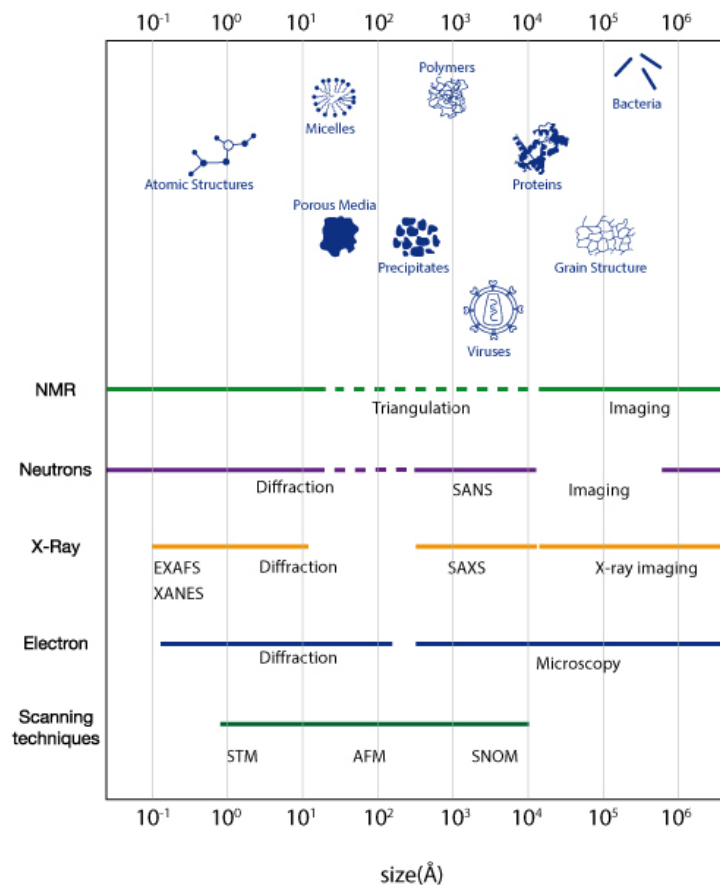 10⁻¹ 10⁰ 10¹ 10² 10³ 10⁴ 10⁵ 10⁶
Polymers
Bacteria
Micelles
Atomic Structures
Proteins
Porous Media
Precipitates
Grain Structure
Viruses
NMR
Triangulation
Imaging
Neutrons
Diffraction
SANS
Imaging
X-Ray
EXAFS
Diffraction
SAXS
X-ray imaging
XANES
Electron
Diffraction
Microscopy
Scanning
techniques
STM
AFM
SNOM
10⁻¹ 10⁰ 10¹ 10² 10³ 10⁴ 10⁵ 10⁶
size(Å)